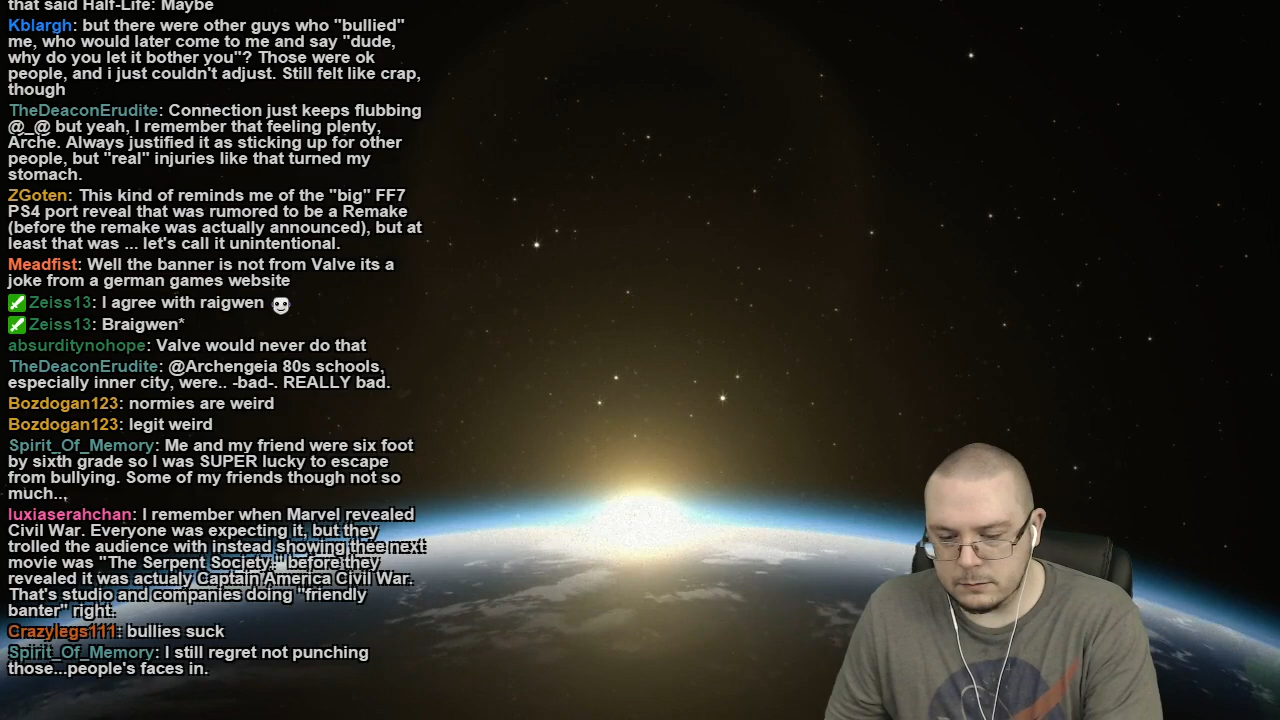 that said Half-Life: Maybe
Kblargh: but there were other guys who "bullied"
me, who would later come to me and say "dude,
why do you let it bother you"? Those were ok
people, and i just couldn't adjust. Still felt like crap,
though
TheDeaconErudite: Connection just keeps flubbing
@_@ but yeah, I remember that feeling plenty,
Arche. Always justified it as sticking up for other
people, but "real" injuries like that turned my
stomach.
ZGoten: This kind of reminds me of the "big" FF7
PS4 port reveal that was rumored to be a Remake
(before the remake was actually announced), but at
least that was ... let's call it unintentional.
Meadfist: Well the banner is not from Valve its a
joke from a german games website
Zeiss13: I agree with raigwen
Zeiss13: Braigwen*
absurditynohope: Valve would never do that
TheDeaconErudite: @Archengeia 80s schools,
especially inner city, were.. -bad-. REALLY bad.
Bozdogan123: normies are weird
Bozdogan123: legit weird
Spirit_Of_Memory: Me and my friend were six foot
by sixth grade so I was SUPER lucky to escape
from bullying. Some of my friends though not so
much...
luxiaserahchan: I remember when Marvel revealed
Civil War. Everyone was expecting it, but they
trolled the audience with instead showing thee next
movie was "The Serpent Society." before they
revealed it was actualy Captain America Civil War.
That's studio and companies doing "friendly
banter" right.
Crazylegs111: bullies suck
Spirit_Of_Memory: I still regret not punching
those...people's faces in.